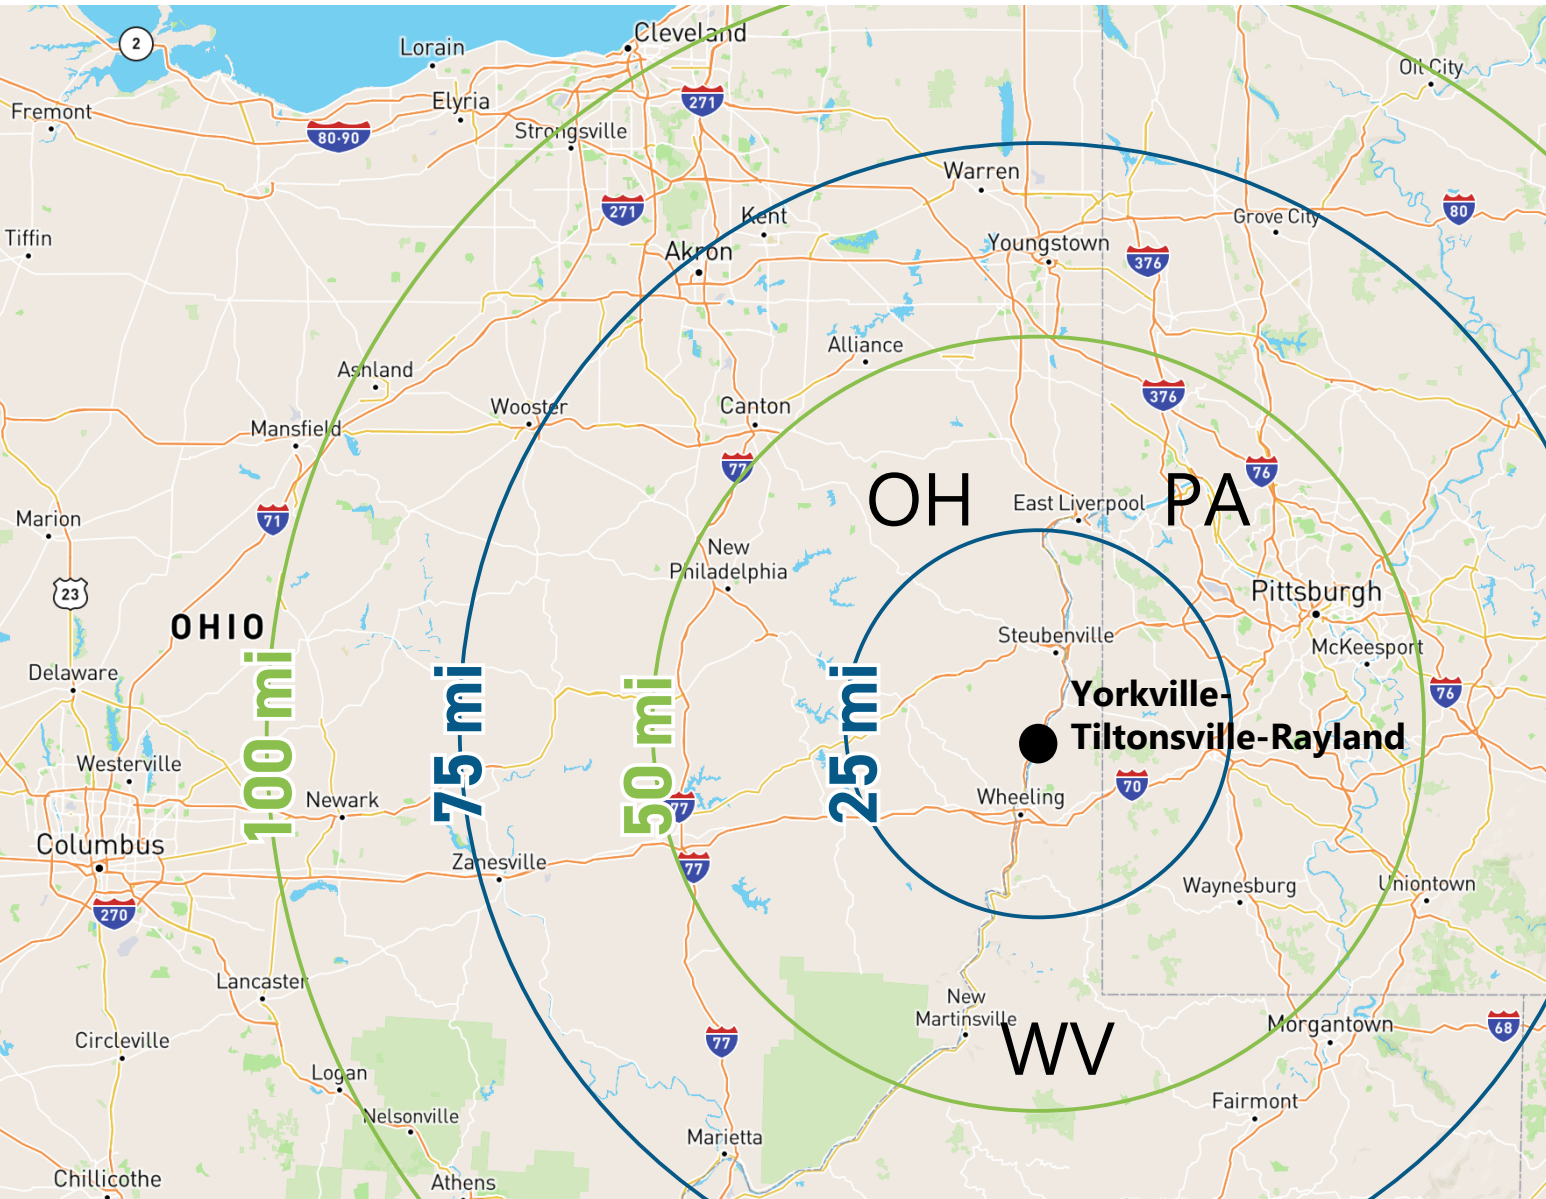 2
Cleveland
Lorain
Oil City
Fremont
Elyria
271
80-90
Strongsville
Warren
271
Kent
Grove City
80
Tiffin
Akron
Youngstown
376
Alliance
Ashland
376
Wooster
Canton
Mansfield
77
76
OH
PA
East Liverpool
71
Marion
New
Philadelphia
23
Pittsburgh
OHIO
Steubenville
McKeesport
Delaware
100 mi
75 mi
50 mi
25 mi
Yorkville-
Tiltonsville-Rayland
76
Westerville
70
Newark
77
Wheeling
Columbus
Zanesville
77
Waynesburg
Uniontown
270
Lancaster
New
Martinsville
WV
Morgantown
68
Circleville
77
Logan
Fairmont
Nelsonville
Marietta
Chillicothe
Athens